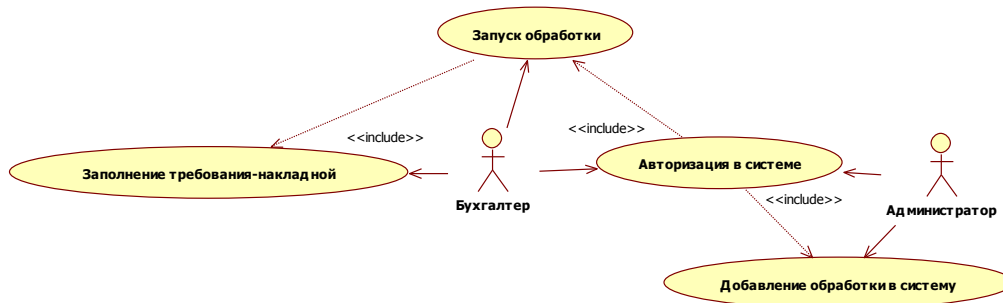 Запуск обработки
<<include>>
<<include>>
Заполнение требования-накладной
Авторизация в системе
Бухгалтер
<<include>>
Администратор
Добавление обработки в систему